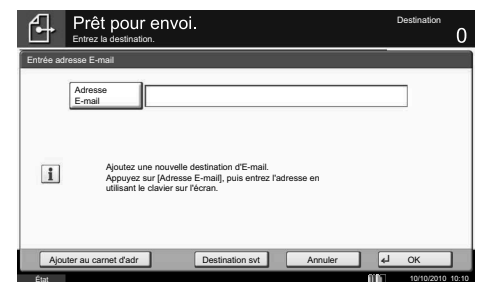 Prêt pour envoi.
Destination
Entrez la destination.
0
Entrée adresse E-mail
Adresse
E-mail
Ajoutez une nouvelle destination d'E-mail.
Appuyez sur [Adresse E-mail], puis entrez l'adresse en
utilisant le clavier sur l'écran.
Ajouter au carnet d'adr
Destination svt
Annuler
OK
État
10/10/2010 10:10